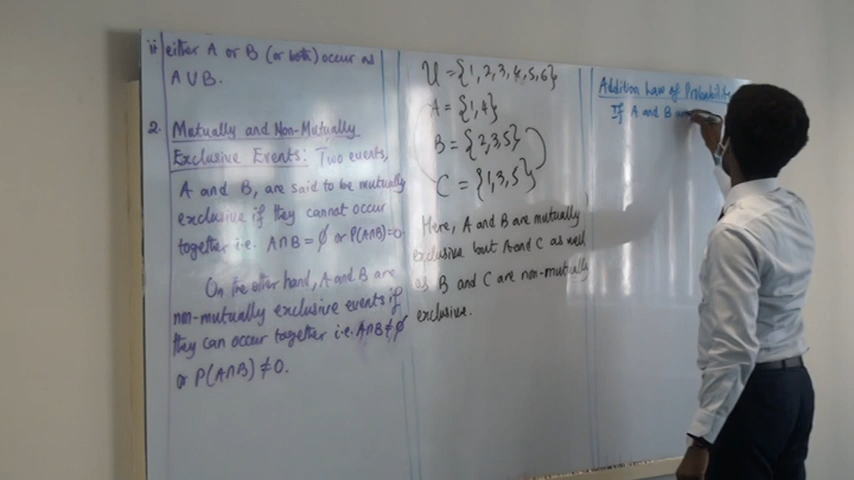 ii either A or B (or both) occur as
A∪B.
2. Mutually and Non-Mutually
Exclusive Events: Two events,
A and B, are said to be mutually
exclusive if they cannot occur
together i.e. A∩B = ∅ or P(A∩B)=0.
On the other hand, A and B are
non-mutually exclusive events if
they can occur together i.e. A∩B ≠ ∅
or P(A∩B) ≠ 0.
U = {1,2,3,4,5,6}
A = {1,4}
B = {2,3,5}
C = {1,3,5}
Here, A and B are mutually
exclusive but A and C as well
as B and C are non-mutually
exclusive.
Addition Law of Probability
If A and B